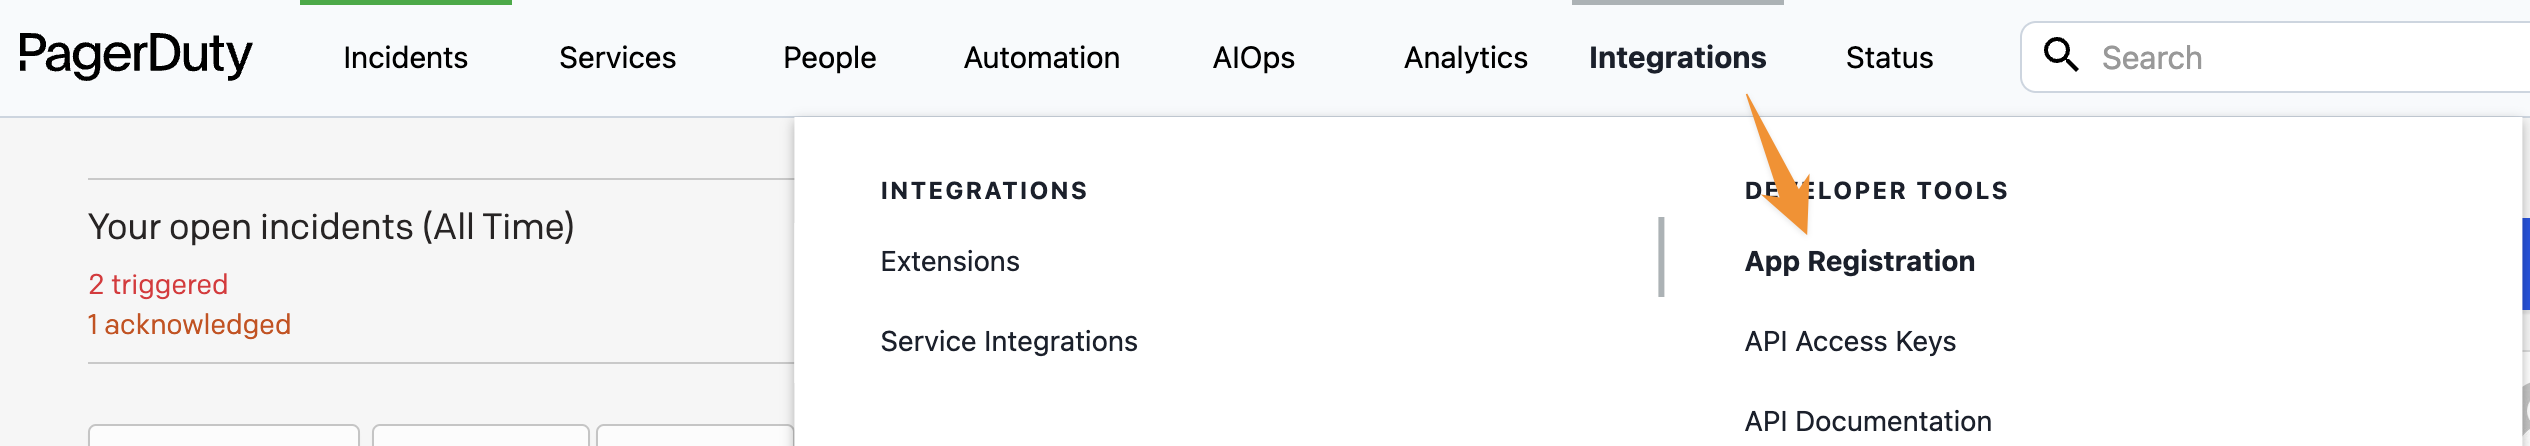 PagerDuty Incidents Services People Automation AIOps Analytics Integrations Status Search
Your open incidents (All Time)
2 triggered
1 acknowledged
INTEGRATIONS
Extensions
Service Integrations
DEVELOPER TOOLS
App Registration
API Access Keys
API Documentation